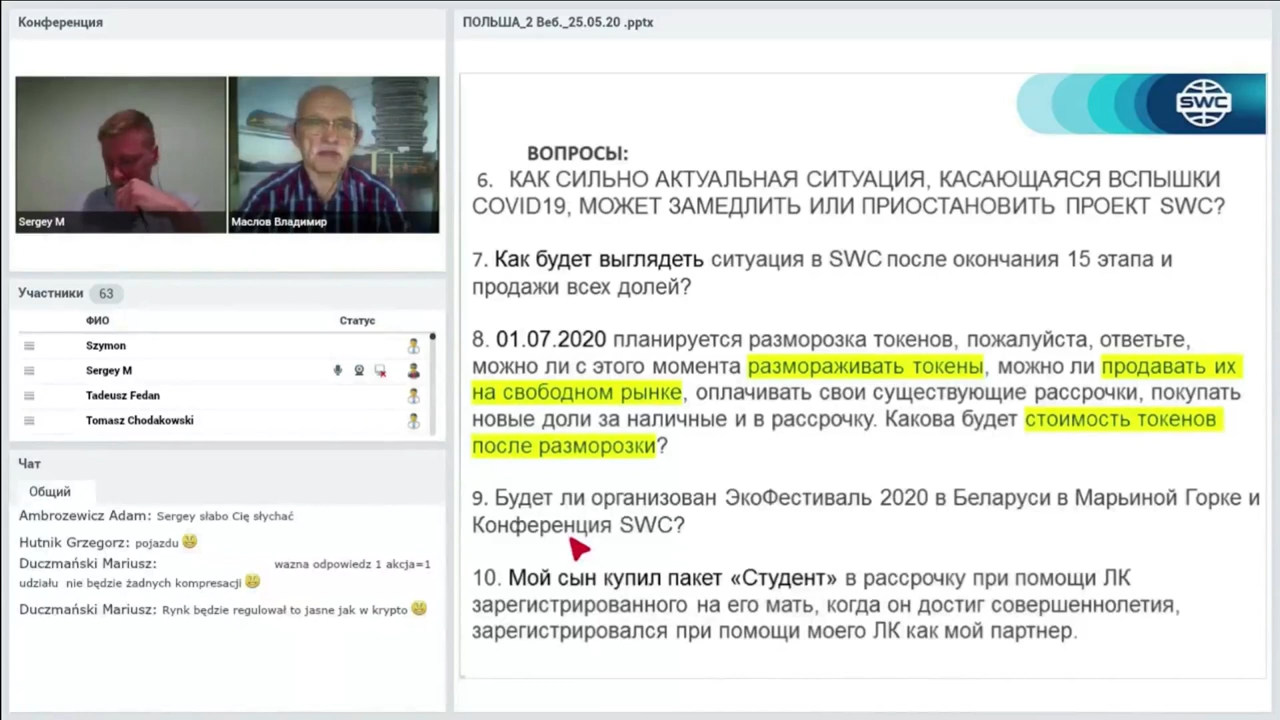 Конференция
Sergey M
Маслов Владимир
Участники 63
ФИО Статус
Szymon
Sergey M
Tadeusz Fedan
Tomasz Chodakowski
Чат
Общий
Ambrozewicz Adam: Sergey słabo Cię słychać
Hutnik Grzegorz: pojazdu
Duczmański Mariusz: wazna odpowiedz 1 akcja=1
udziału nie będzie żadnych kompresacji
Duczmański Mariusz: Rynk będzie regulował to jasne jak w krypto
ПОЛЬША_2 Веб._25.05.20 .pptx
SWC
ВОПРОСЫ:
6. КАК СИЛЬНО АКТУАЛЬНАЯ СИТУАЦИЯ, КАСАЮЩАЯСЯ ВСПЫШКИ
COVID19, МОЖЕТ ЗАМЕДЛИТЬ ИЛИ ПРИОСТАНОВИТЬ ПРОЕКТ SWC?
7. Как будет выглядеть ситуация в SWC после окончания 15 этапа и
продажи всех долей?
8. 01.07.2020 планируется разморозка токенов, пожалуйста, ответьте,
можно ли с этого момента размораживать токены, можно ли продавать их
на свободном рынке, оплачивать свои существующие рассрочки, покупать
новые доли за наличные и в рассрочку. Какова будет стоимость токенов
после разморозки?
9. Будет ли организован ЭкоФестиваль 2020 в Беларуси в Марьиной Горке и
Конференция SWC?
10. Мой сын купил пакет «Студент» в рассрочку при помощи ЛК
зарегистрированного на его мать, когда он достиг совершеннолетия,
зарегистрировался при помощи моего ЛК как мой партнер.